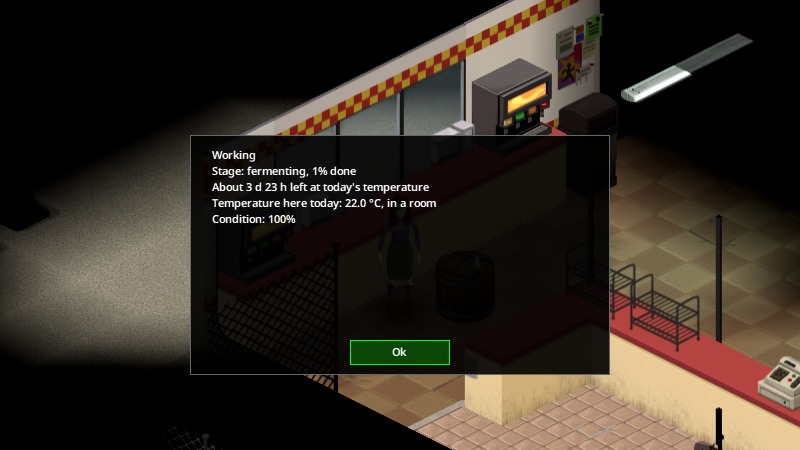 Working
Stage: fermenting, 1% done
About 3 d 23 h left at today's temperature
Temperature here today: 22.0 °C, in a room
Condition: 100%
Ok